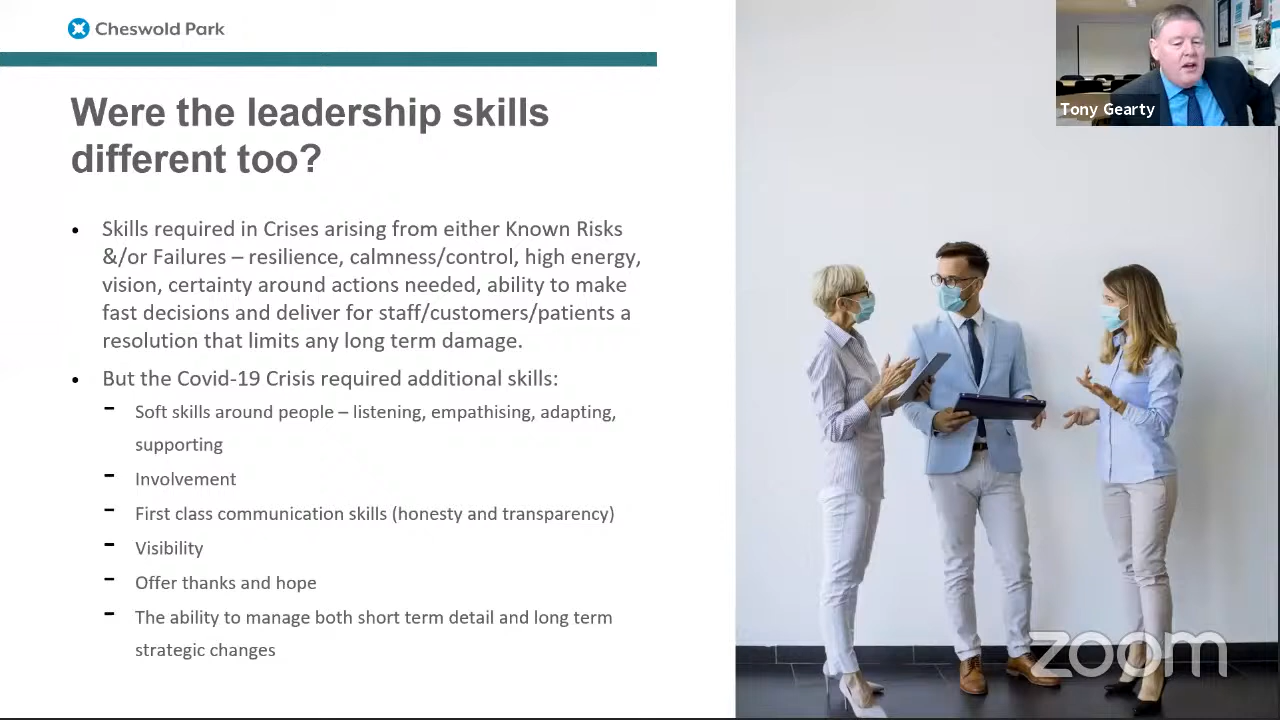 Cheswold Park
Tony Gearty
Were the leadership skills
different too?
• Skills required in Crises arising from either Known Risks
&/or Failures – resilience, calmness/control, high energy,
vision, certainty around actions needed, ability to make
fast decisions and deliver for staff/customers/patients a
resolution that limits any long term damage.
• But the Covid-19 Crisis required additional skills:
- Soft skills around people – listening, empathising, adapting,
supporting
- Involvement
- First class communication skills (honesty and transparency)
- Visibility
- Offer thanks and hope
- The ability to manage both short term detail and long term
strategic changes
zoom